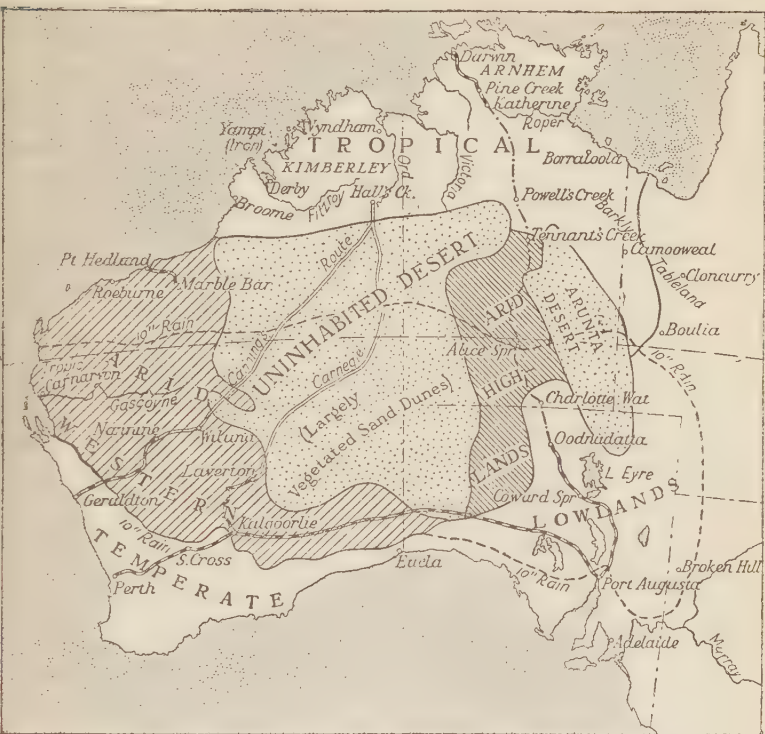 Darwin
ARNHEM
Pine Creek
Katherine
Roper
Yampi
(Iron)
Wyndham
TROPICAL
KIMBERLEY
Ord
Victoria
Borraloola
Derby
Fitzroy
Hall's Ck.
Broome
Powell's Creek
Barkley
Tableland
Tennant's Creek
Camooweal
Cloncurry
Pt Hedland
Roeburne
Marble Bar
Route
UNINHABITED DESERT
ARUNTA
DESERT
10" Rain
Canning's
Carnegie
Alice Spr.
Boulia
10" Rain
ARID
HIGH
LANDS
Tropic
Carnarvon
ARID
Gascoyne
(Largely
Vegetated Sand Dunes)
Charlotte Wat
Nannine
Wiluna
WESTERN
Oodnadatta
Laverton
L. Eyre
Geraldton
Coward Spr.
LOWLANDS
Kalgoorlie
10" Rain
TEMPERATE
S.Cross
Eucla
10" Rain
Broken Hill
Perth
Port Augusta
Adelaide
Murray